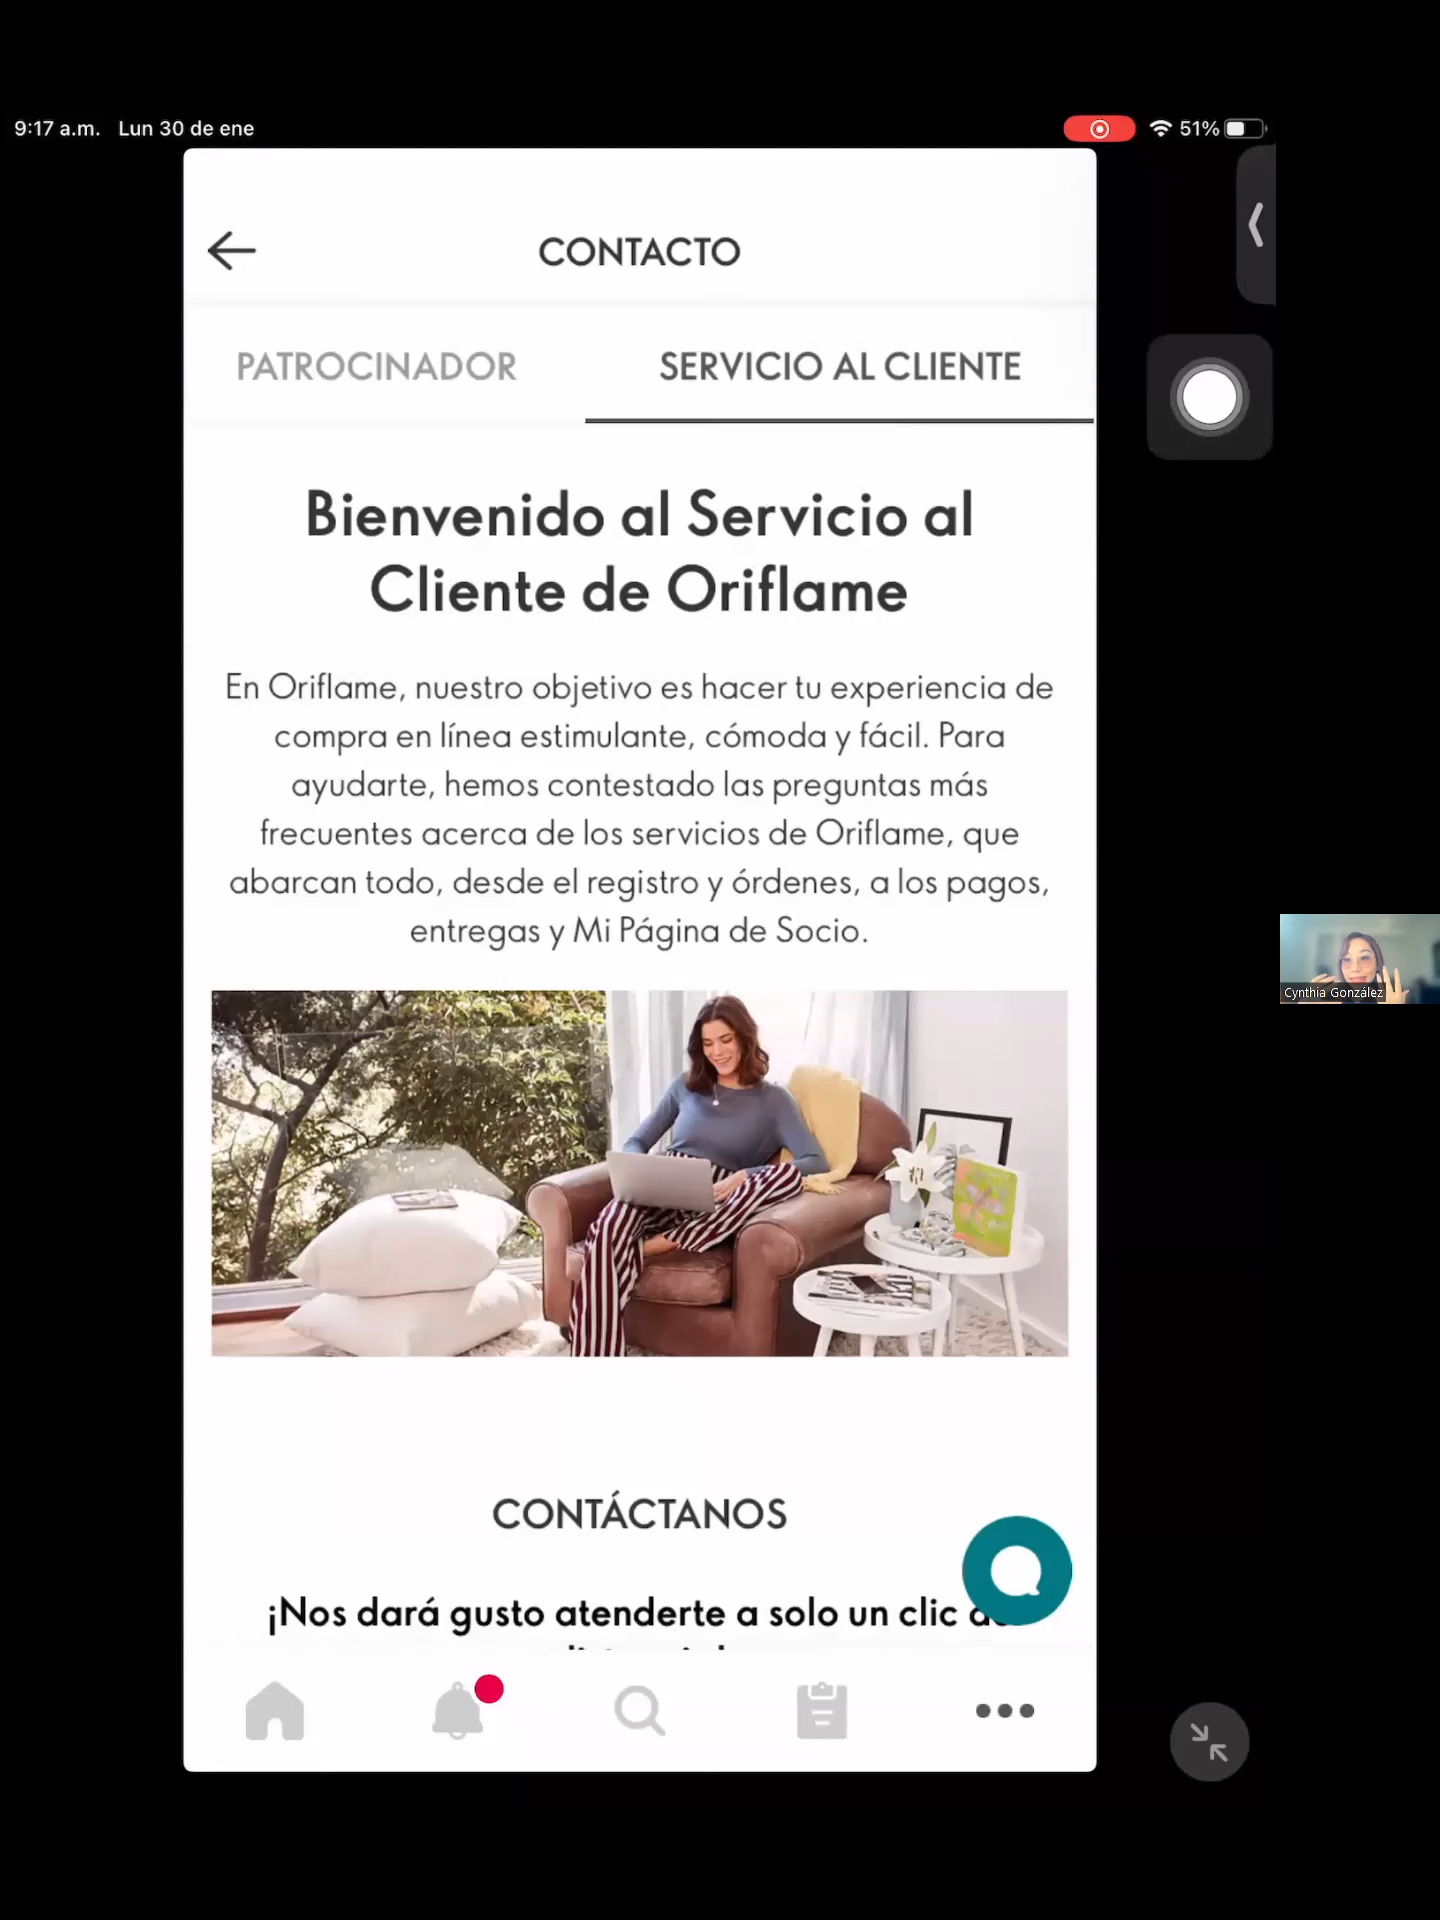 9:17 a.m. Lun 30 de ene
51%
CONTACTO
PATROCINADOR
SERVICIO AL CLIENTE
Bienvenido al Servicio al
Cliente de Oriflame
En Oriflame, nuestro objetivo es hacer tu experiencia de
compra en línea estimulante, cómoda y fácil. Para
ayudarte, hemos contestado las preguntas más
frecuentes acerca de los servicios de Oriflame, que
abarcan todo, desde el registro y órdenes, a los pagos,
entregas y Mi Página de Socio.
Cynthia González
CONTÁCTANOS
¡Nos dará gusto atenderte a solo un clic